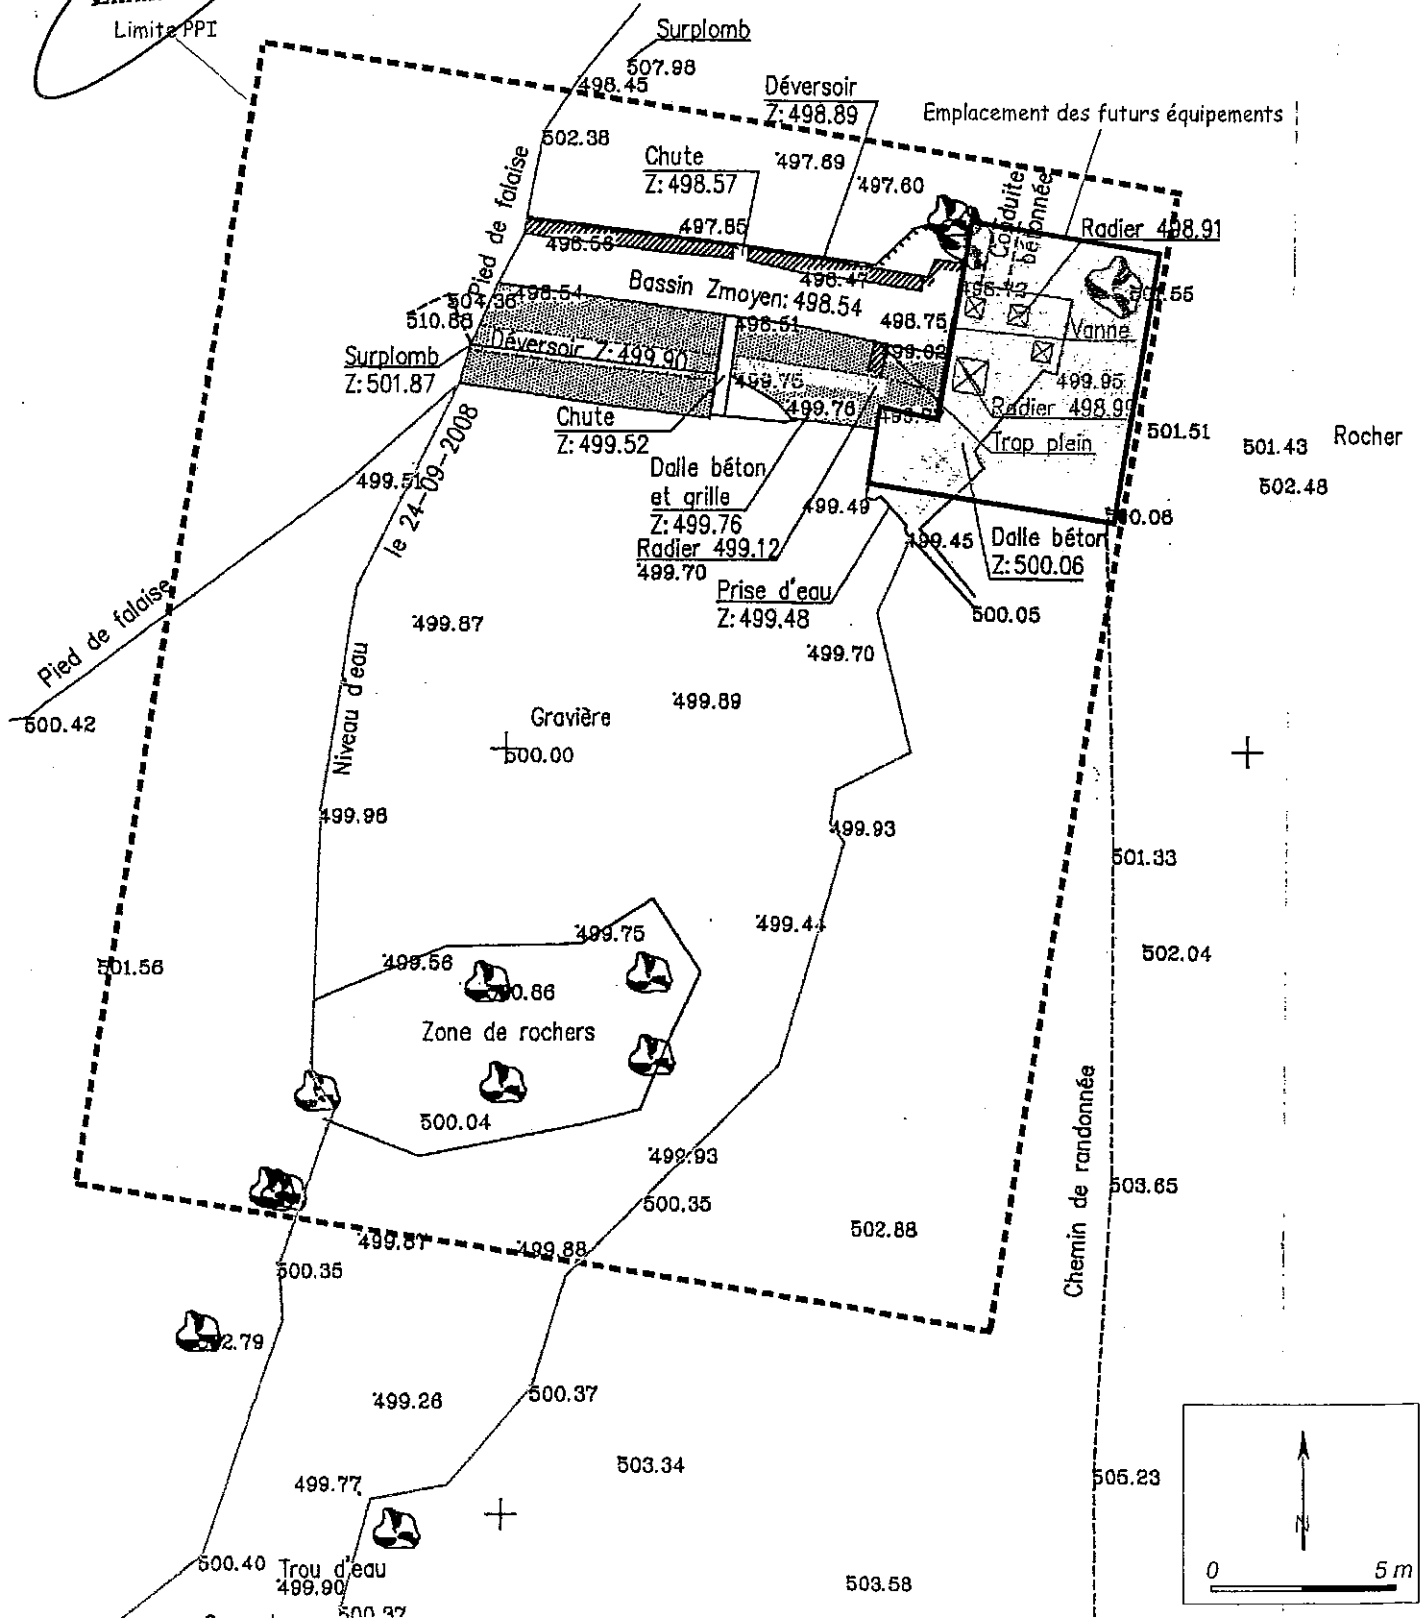 Limite PPI
Surplomb
507.98
498.45
Déversoir
Z: 498.89
Emplacement des futurs équipements
502.38
Chute
Z: 498.57
497.69
497.60
Pied de falaise
Conduite
bétonnée
497.85
Radier 498.91
498.56
498.47
Bassin Zmoyen: 498.54
504.36
498.54
510.88
498.51
498.75
Vanne
Surplomb
Z: 501.87
Déversoir Z: 499.90
499.02
499.75
499.95
499.76
Radier 498.99
Chute
Z: 499.52
Trop plein
501.51
501.43
Rocher
502.48
Dalle béton
et grille
Z: 499.76
499.51
le 24-09-2008
499.49
Radier 499.12
499.70
499.45
Dalle béton
Z: 500.06
Prise d'eau
Z: 499.48
500.05
499.87
Pied de falaise
499.70
Niveau d'eau
499.89
500.42
Gravière
500.00
499.98
499.93
501.33
499.44
499.75
499.56
501.56
502.04
Zone de rochers
500.04
Chemin de randonnée
499.93
503.65
500.35
502.88
499.81
499.88
500.35
499.26
500.37
503.34
499.77
505.23
N
500.40
Trou d'eau
499.90
503.58
0 5 m
500.37